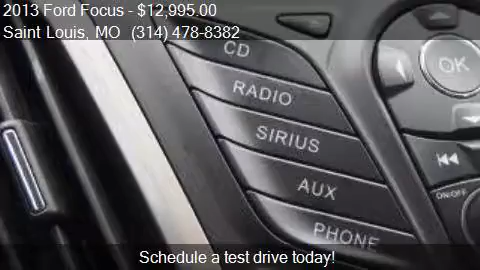 2013 Ford Focus - $12,995.00
Saint Louis, MO  (314) 478-8382
CD
RADIO
SIRIUS
AUX
PHONE
OK
ON/OFF
Schedule a test drive today!